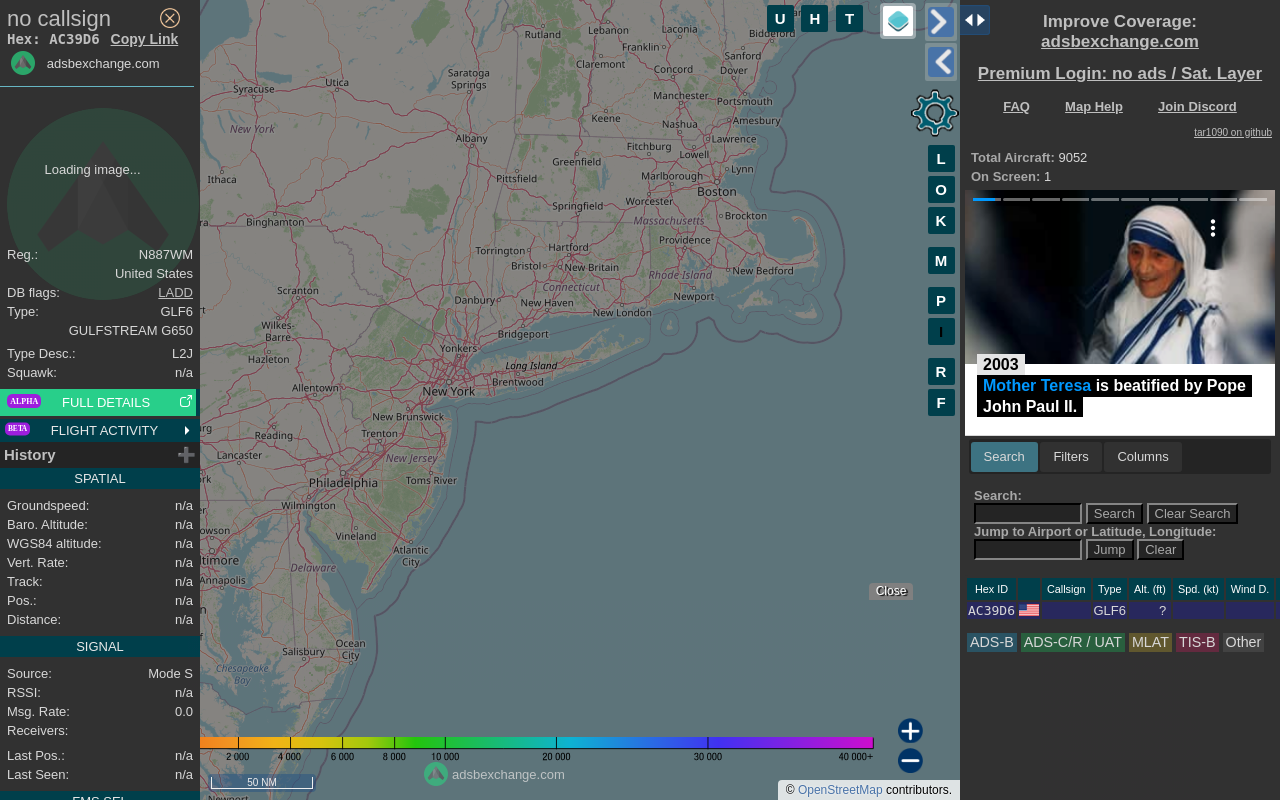 no callsign
Hex: AC39D6 Copy Link
adsbexchange.com
Loading image...
Reg.: N887WM
United States
DB flags: LADD
Type: GLF6
GULFSTREAM G650
Type Desc.: L2J
Squawk: n/a
ALPHA FULL DETAILS
BETA FLIGHT ACTIVITY
History
SPATIAL
Groundspeed: n/a
Baro. Altitude: n/a
WGS84 altitude: n/a
Vert. Rate: n/a
Track: n/a
Pos.: n/a
Distance: n/a
SIGNAL
Source: Mode S
RSSI: n/a
Msg. Rate: 0.0
Receivers:
Last Pos.: n/a
Last Seen: n/a
FMS SEL
U H T
L
O
K
M
P
I
R
F
Rutland
Lebanon
Laconia
Biddeford
Franklin
Sanford
Claremont
Concord
Dover
Saratoga
Springs
Utica
Syracuse
Manchester
Portsmouth
Keene
Nashua
Amesbury
New York
Albany
Fitchburg
Lawrence
Lowell
Greenfield
Lynn
Ithaca
Pittsfield
Marlborough
Boston
Worcester
Springfield
Massachusetts
Brockton
Binghamton
Providence
Hartford
Torrington
Bristol
New Britain
New Bedford
Rhode Island
Connecticut
Newport
Scranton
Danbury
New Haven
New London
Wilkes-
Barre
Bridgeport
Yonkers
Hazleton
Long Island
Brentwood
Allentown
New York
New Brunswick
Reading
Trenton
Lancaster
New Jersey
Toms River
Philadelphia
Wilmington
Vineland
Atlantic
City
Annapolis
Delaware
Ocean
City
Salisbury
Chesapeake
Bay
Newport
Close
2 000 4 000 6 000 8 000 10 000 20 000 30 000 40 000+
50 NM
adsbexchange.com
© OpenStreetMap contributors.
Improve Coverage:
adsbexchange.com
Premium Login: no ads / Sat. Layer
FAQ Map Help Join Discord
tar1090 on github
Total Aircraft: 9052
On Screen: 1
2003
Mother Teresa is beatified by Pope
John Paul II.
Search Filters Columns
Search:
Search Clear Search
Jump to Airport or Latitude, Longitude:
Jump Clear
Hex ID Callsign Type Alt. (ft) Spd. (kt) Wind D.
AC39D6 GLF6 ?
ADS-B ADS-C/R / UAT MLAT TIS-B Other